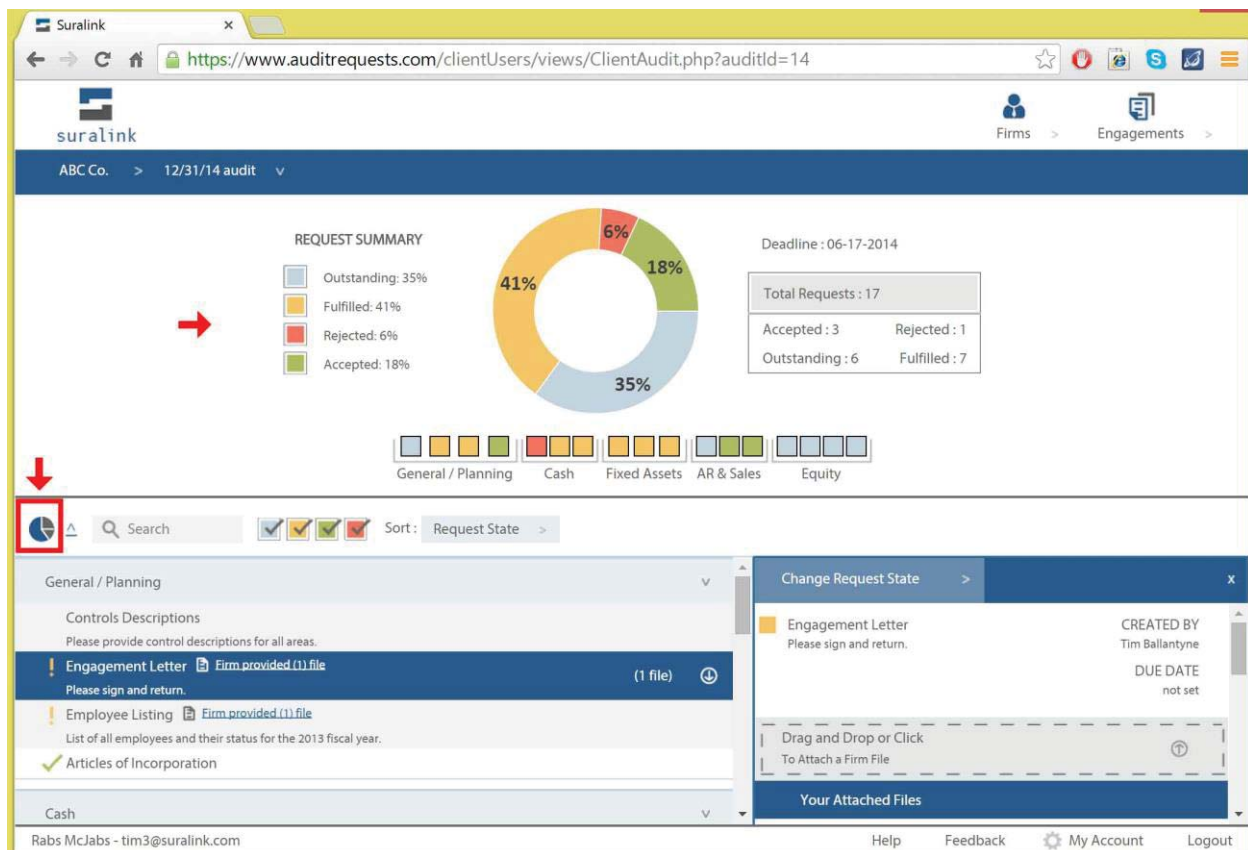 Suralink
https://www.auditrequests.com/clientUsers/views/ClientAudit.php?auditId=14
suralink
Firms >
Engagements >
ABC Co. > 12/31/14 audit v
REQUEST SUMMARY
Outstanding: 35%
Fulfilled: 41%
Rejected: 6%
Accepted: 18%
6%
41%
18%
35%
Deadline : 06-17-2014
Total Requests : 17
Accepted : 3 Rejected : 1
Outstanding : 6 Fulfilled : 7
General / Planning Cash Fixed Assets AR & Sales Equity
Search
Sort : Request State >
General / Planning v
Controls Descriptions
Please provide control descriptions for all areas.
! Engagement Letter Firm provided (1) file (1 file)
Please sign and return.
! Employee Listing Firm provided (1) file
List of all employees and their status for the 2013 fiscal year.
Articles of Incorporation
Cash v
Change Request State > x
Engagement Letter
Please sign and return.
CREATED BY
Tim Ballantyne
DUE DATE
not set
Drag and Drop or Click
To Attach a Firm File
Your Attached Files
Rabs McJabs - tim3@suralink.com
Help Feedback My Account Logout